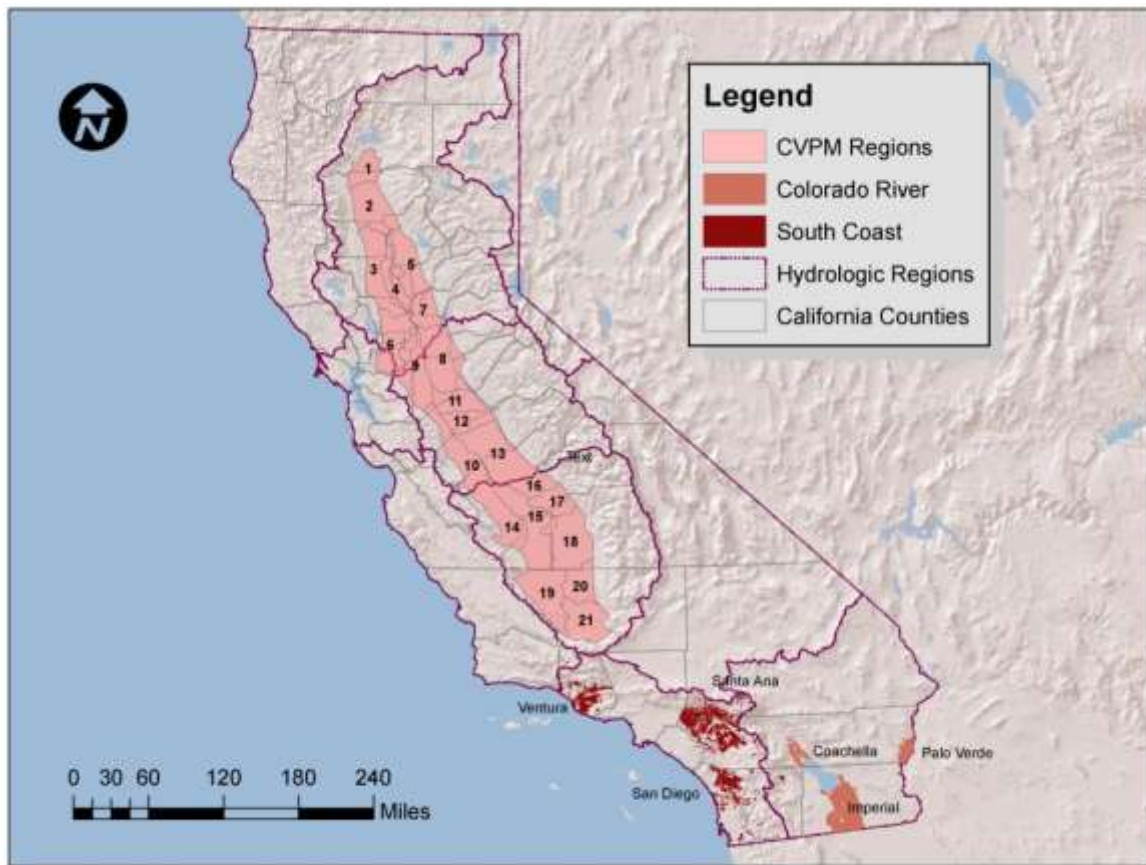 N
Legend
CVPM Regions
Colorado River
South Coast
Hydrologic Regions
California Counties
1
2
3
5
4
7
6
9
8
11
12
10
13
Text
16
17
15
14
18
19
20
21
Santa Ana
Ventura
Coachella
Palo Verde
San Diego
Imperial
0 30 60 120 180 240
Miles